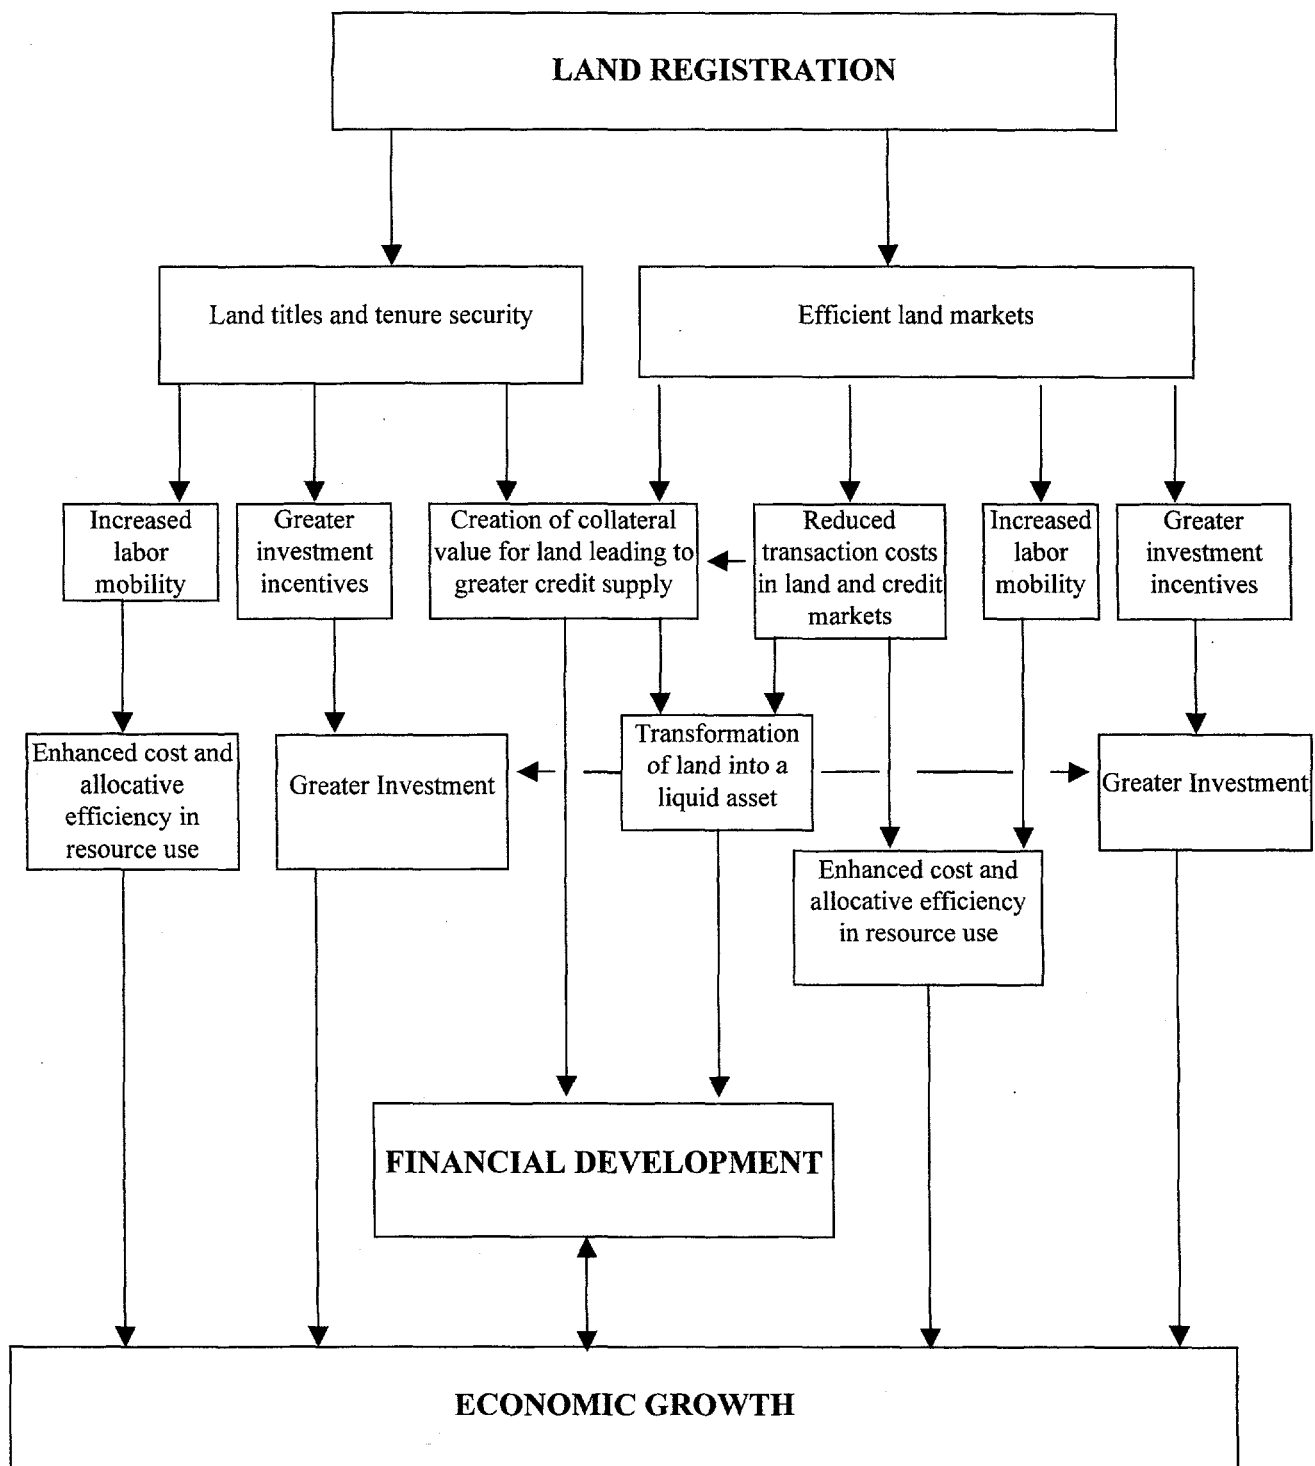 LAND REGISTRATION
Land titles and tenure security
Efficient land markets
Increased
labor
mobility
Greater
investment
incentives
Creation of collateral
value for land leading to
greater credit supply
Reduced
transaction costs
in land and credit
markets
Increased
labor
mobility
Greater
investment
incentives
Enhanced cost and
allocative
efficiency in
resource use
Greater Investment
Transformation
of land into a
liquid asset
Greater Investment
Enhanced cost and
allocative efficiency
in resource use
FINANCIAL DEVELOPMENT
ECONOMIC GROWTH